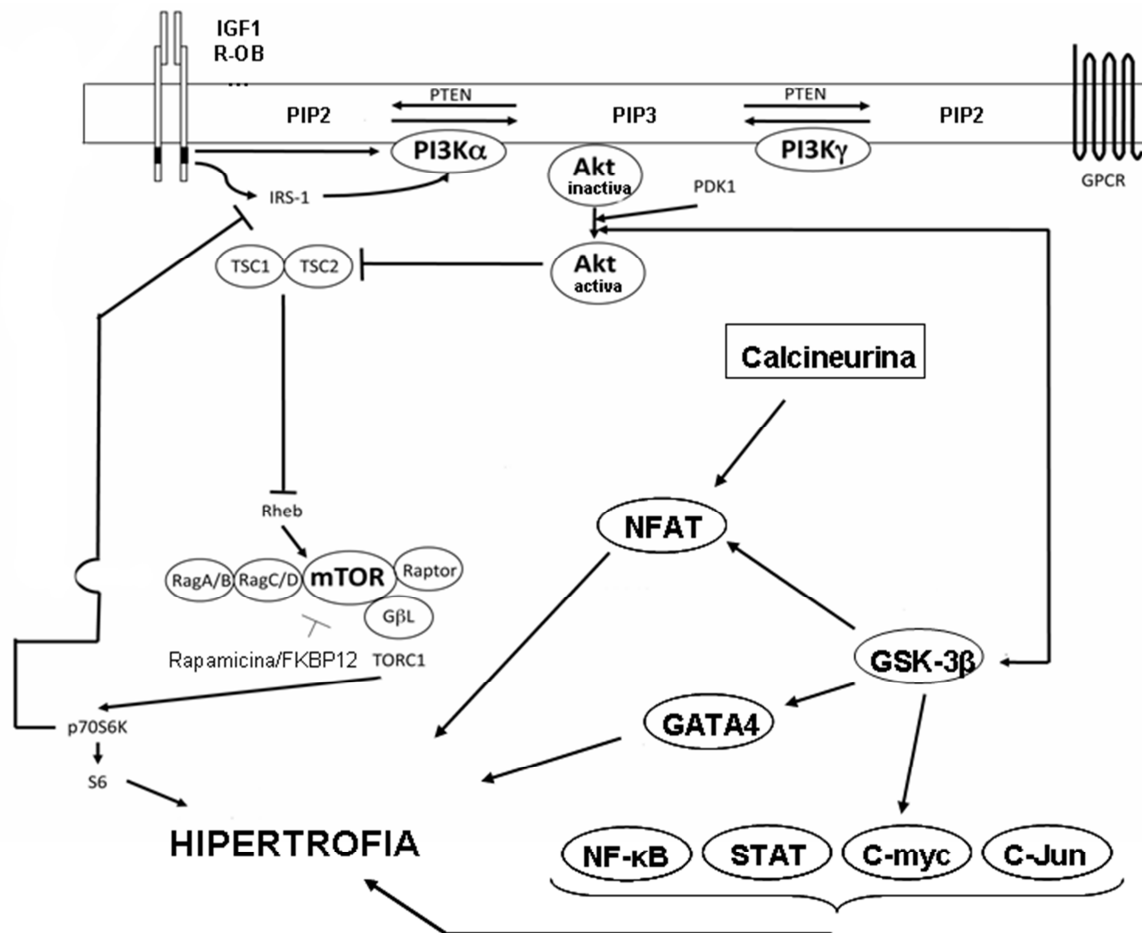 IGF1
R-OB
...
PIP2
PTEN
PIP3
PTEN
PIP2
PI3Kα
PI3Kγ
GPCR
Akt
inactiva
PDK1
IRS-1
TSC1
TSC2
Akt
activa
Calcineurina
Rheb
NFAT
RagA/B
RagC/D
mTOR
Raptor
GβL
Rapamicina/FKBP12
TORC1
GSK-3β
p70S6K
GATA4
S6
HIPERTROFIA
NF-κB
STAT
C-myc
C-Jun